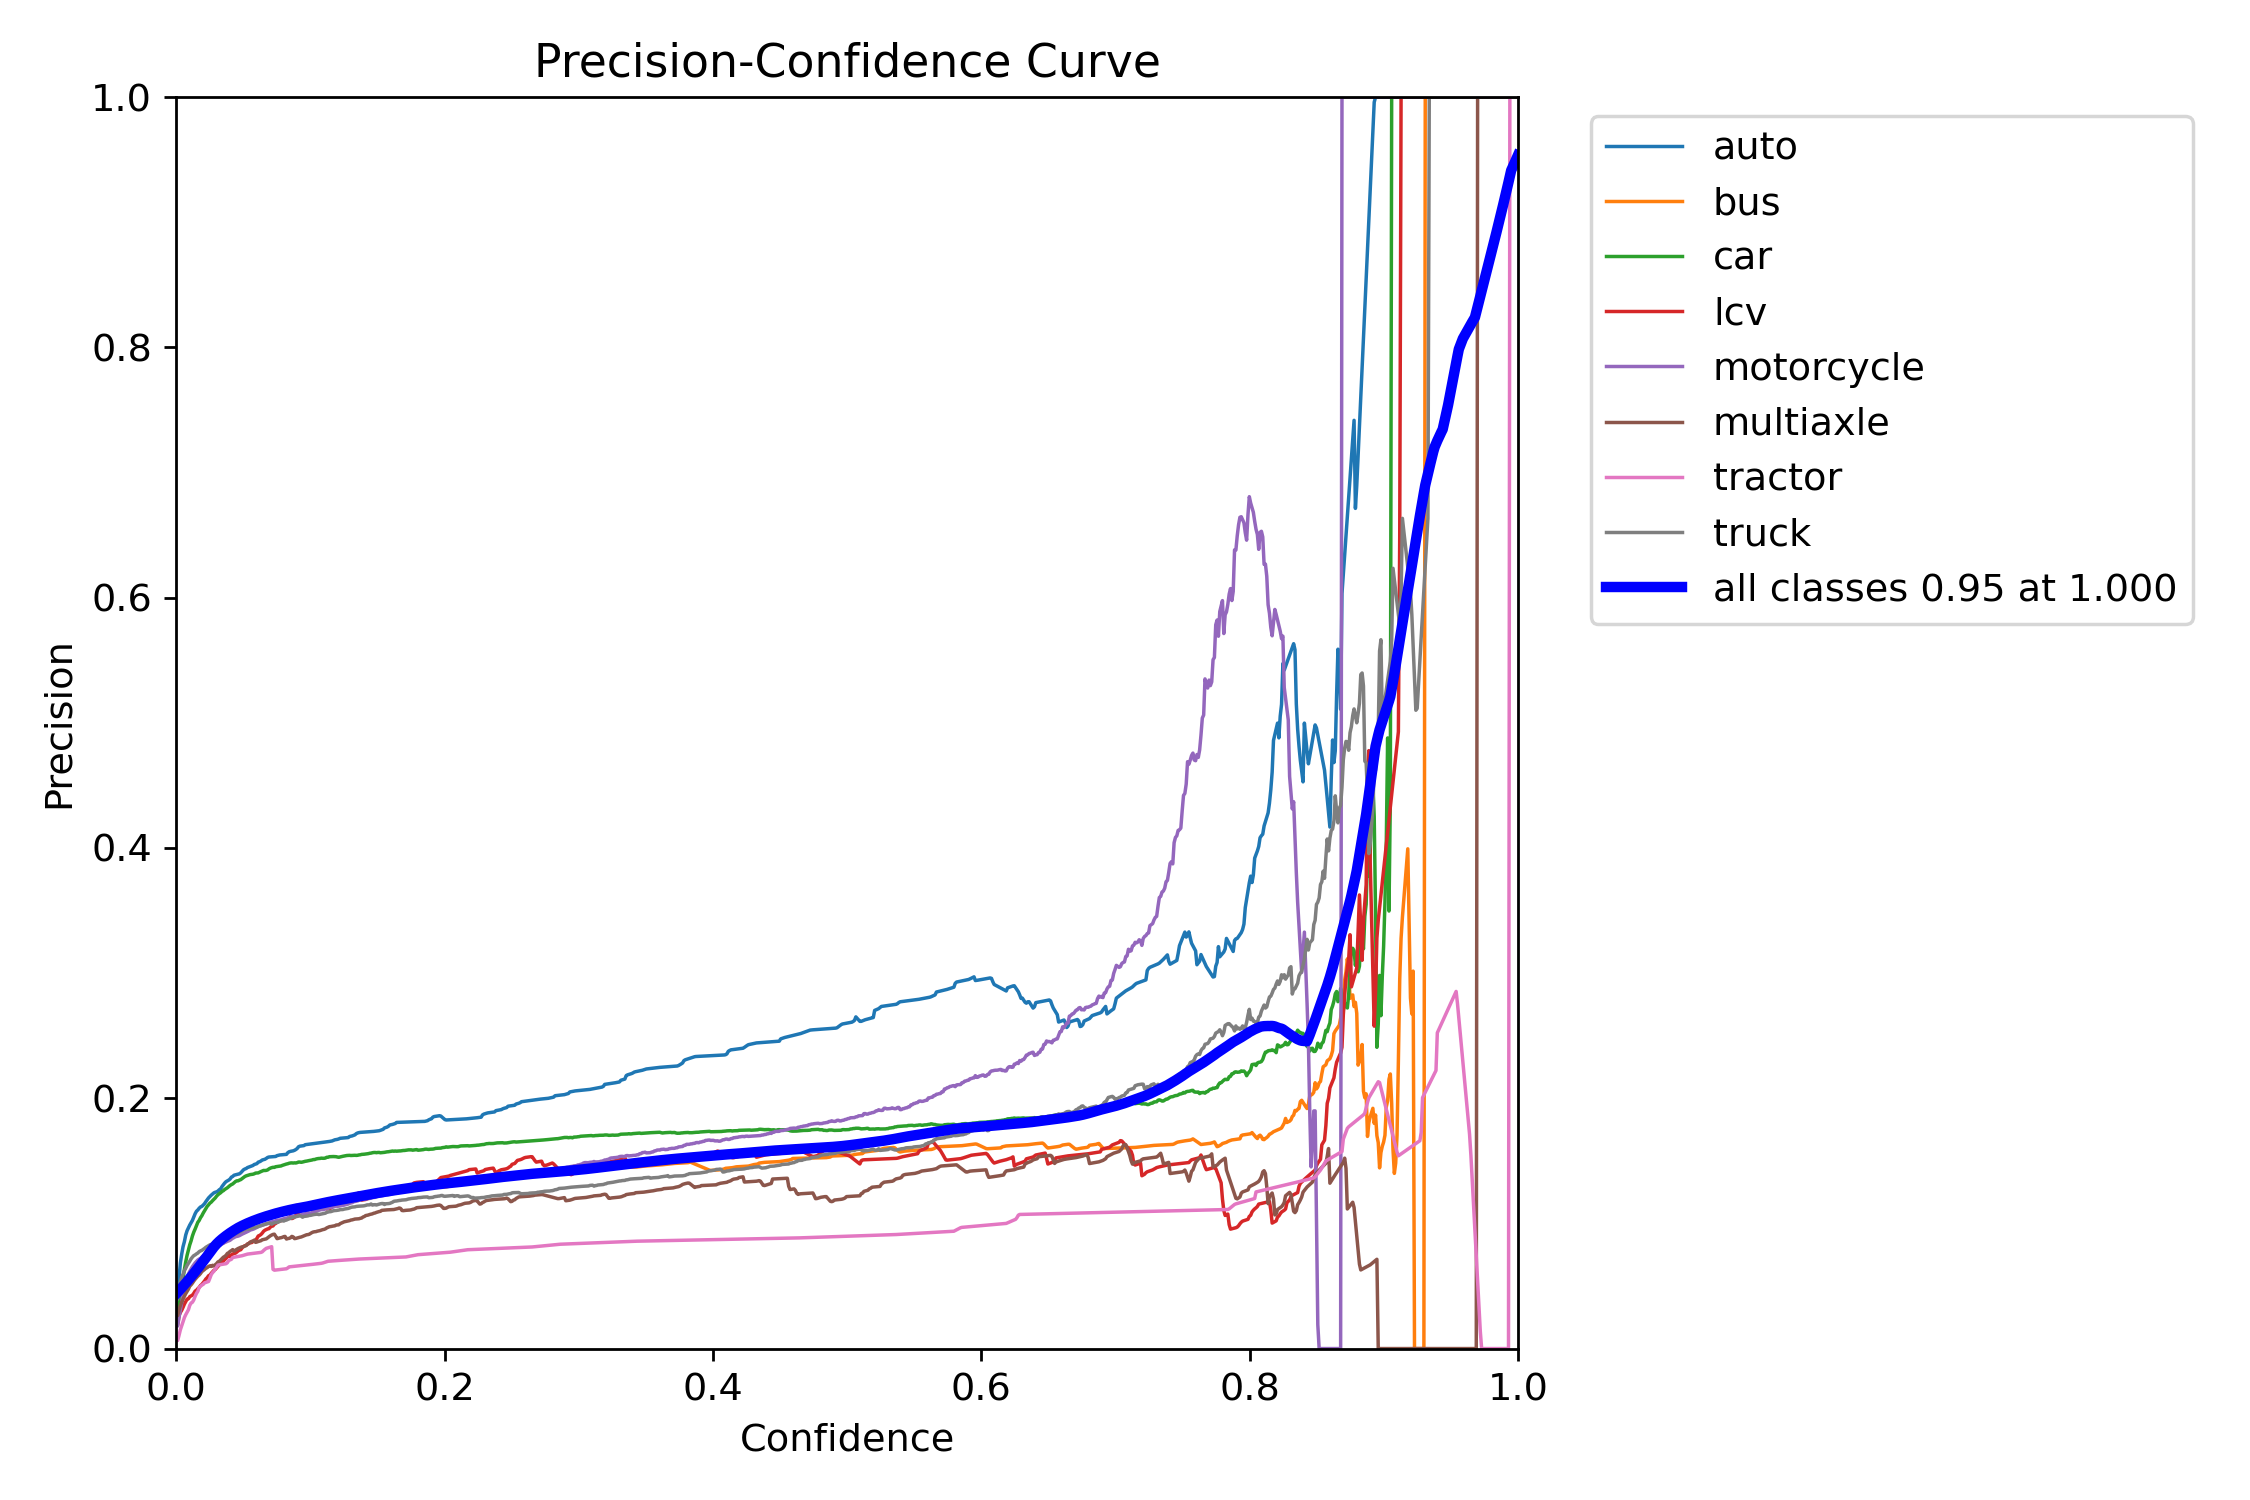 Precision-Confidence Curve
1.0
0.8
0.6
0.4
0.2
0.0
Precision
0.0 0.2 0.4 0.6 0.8 1.0
Confidence
auto
bus
car
lcv
motorcycle
multiaxle
tractor
truck
all classes 0.95 at 1.000